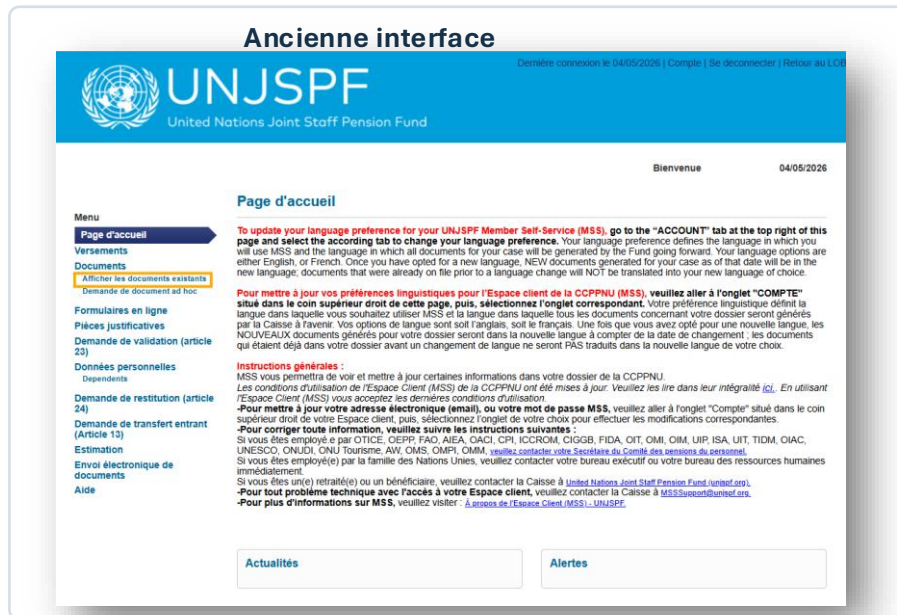 Ancienne interface
Dernière connexion le 04/05/2026 | Compte | Se déconnecter | Retour au LOB
UNJSPF
United Nations Joint Staff Pension Fund
Bienvenue 04/05/2026
Menu
Page d'accueil
Versements
Documents
Afficher les documents existants
Demande de document ad hoc
Formulaires en ligne
Pièces justificatives
Demande de validation (article
23)
Données personnelles
Dependents
Demande de restitution (article
24)
Demande de transfert entrant
(Article 13)
Estimation
Envoi électronique de
documents
Aide
Page d'accueil
To update your language preference for your UNJSPF Member Self-Service (MSS), go to the “ACCOUNT” tab at the top right of this
page and select the according tab to change your language preference. Your language preference defines the language in which you
will use MSS and the language in which all documents for your case will be generated by the Fund going forward. Your language options are
either English, or French. Once you have opted for a new language, NEW documents generated for your case as of that date will be in the
new language; documents that were already on file prior to a language change will NOT be translated into your new language of choice.
Pour mettre à jour vos préférences linguistiques pour l'Espace client de la CCPPNU (MSS), veuillez aller à l'onglet "COMPTE"
situé dans le coin supérieur droit de cette page, puis, sélectionnez l'onglet correspondant. Votre préférence linguistique définit la
langue dans laquelle vous souhaitez utiliser MSS et la langue dans laquelle tous les documents concernant votre dossier seront générés
par la Caisse à l'avenir. Vos options de langue sont soit l'anglais, soit le français. Une fois que vous avez opté pour une nouvelle langue, les
NOUVEAUX documents générés pour votre dossier seront dans la nouvelle langue à compter de la date de changement ; les documents
qui étaient déjà dans votre dossier avant un changement de langue ne seront PAS traduits dans la nouvelle langue de votre choix.
Instructions générales :
MSS vous permettra de voir et mettre à jour certaines informations dans votre dossier de la CCPPNU.
Les conditions d'utilisation de l'Espace Client (MSS) de la CCPPNU ont été mises à jour. Veuillez les lire dans leur intégralité ici. . En utilisant
l'Espace Client (MSS) vous acceptez les dernières conditions d'utilisation.
-Pour mettre à jour votre adresse électronique (email), ou votre mot de passe MSS, veuillez aller à l'onglet "Compte" situé dans le coin
supérieur droit de votre Espace client, puis, sélectionnez l'onglet de votre choix pour effectuer les modifications correspondantes.
-Pour corriger toute information, veuillez suivre les instructions suivantes :
Si vous êtes employé.e par OTICE, OEPP, FAO, AIEA, OACI, CPI, ICCROM, CIGGB, FIDA, OIT, OMI, OIM, UIP, ISA, UIT, TIDM, OIAC,
UNESCO, ONUDI, ONU Tourisme, AW, OMS, OMPI, OMM, veuillez contacter votre Secrétaire du Comité des pensions du personnel.
Si vous êtes employé(e) par la famille des Nations Unies, veuillez contacter votre bureau exécutif ou votre bureau des ressources humaines
immédiatement.
Si vous êtes un(e) retraité(e) ou un bénéficiaire, veuillez contacter la Caisse à United Nations Joint Staff Pension Fund (unjspf.org).
-Pour tout problème technique avec l'accès à votre Espace client, veuillez contacter la Caisse à MSSSupport@unjspf.org.
-Pour plus d'informations sur MSS, veuillez visiter : À propos de l'Espace Client (MSS) - UNJSPF.
Actualités
Alertes